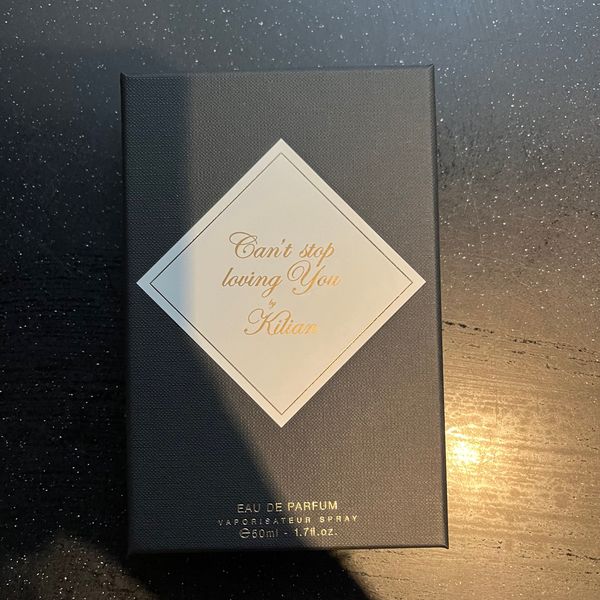 Can't stop
loving You
by
Kilian
EAU DE PARFUM
VAPORISATEUR SPRAY
℮50ml - 1.7fl.oz.